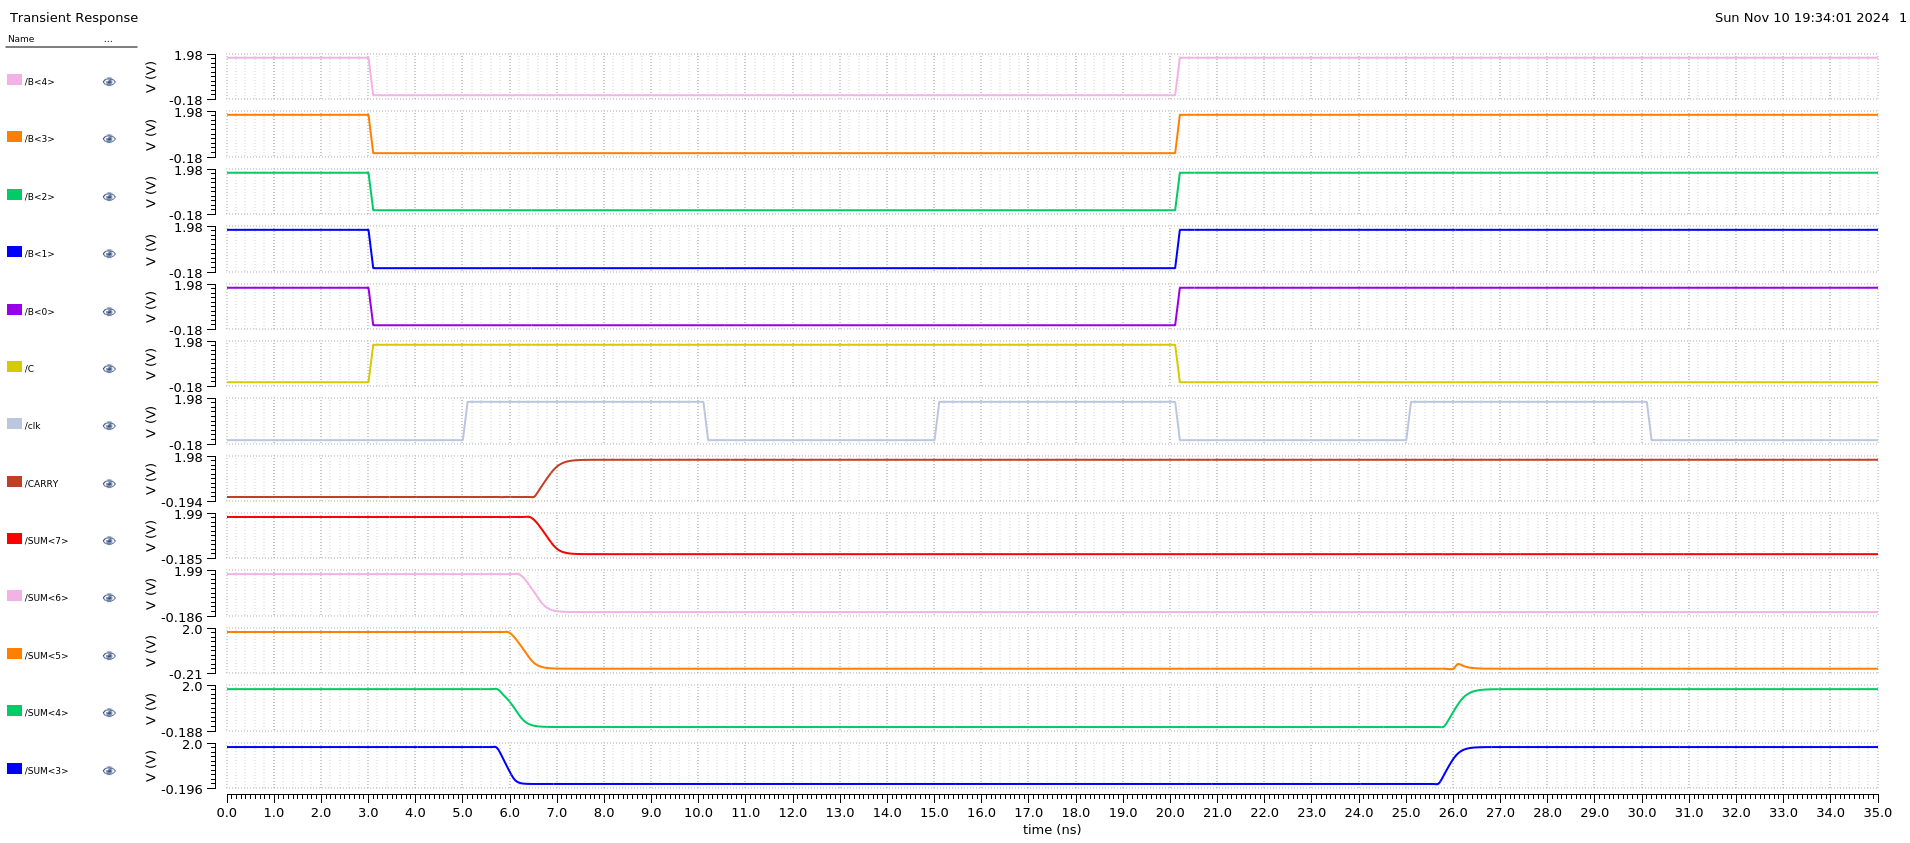 Transient Response
Sun Nov 10 19:34:01 2024 1
Name ...
/B<4>
V (V)
1.98
-0.18
/B<3>
V (V)
1.98
-0.18
/B<2>
V (V)
1.98
-0.18
/B<1>
V (V)
1.98
-0.18
/B<0>
V (V)
1.98
-0.18
/C
V (V)
1.98
-0.18
/clk
V (V)
1.98
-0.18
/CARRY
V (V)
1.98
-0.194
/SUM<7>
V (V)
1.99
-0.185
/SUM<6>
V (V)
1.99
-0.186
/SUM<5>
V (V)
2.0
-0.21
/SUM<4>
V (V)
2.0
-0.188
/SUM<3>
V (V)
2.0
-0.196
0.0 1.0 2.0 3.0 4.0 5.0 6.0 7.0 8.0 9.0 10.0 11.0 12.0 13.0 14.0 15.0 16.0 17.0 18.0 19.0 20.0 21.0 22.0 23.0 24.0 25.0 26.0 27.0 28.0 29.0 30.0 31.0 32.0 33.0 34.0 35.0
time (ns)